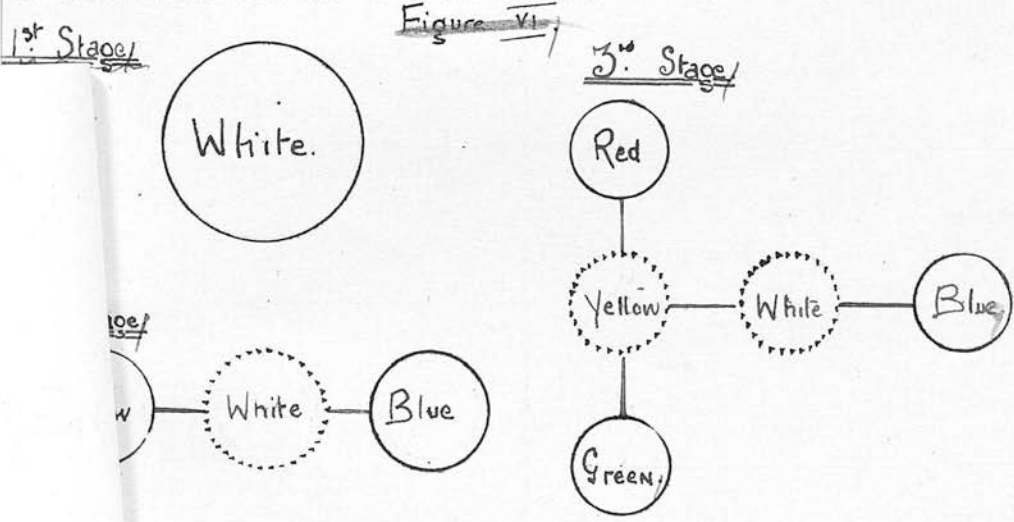 Figure VI
1st Stage
White.
3rd Stage
Red
Yellow
White
Blue
Green
White
Blue